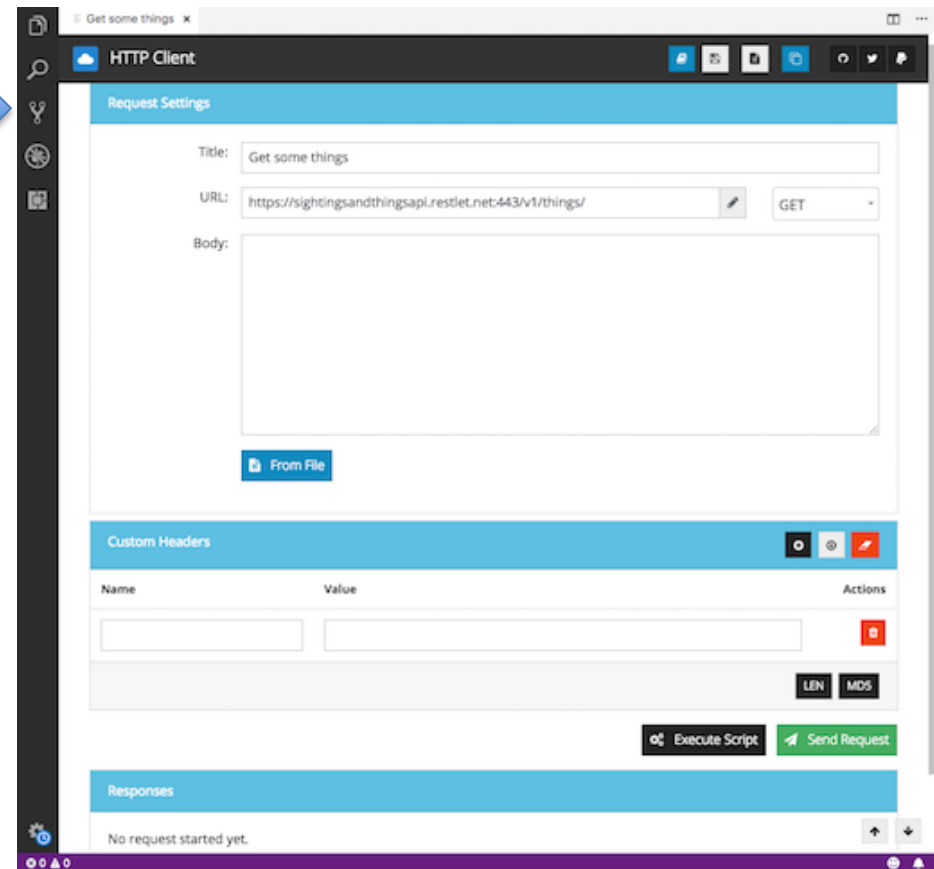 Get some things
HTTP Client
Request Settings
Title: Get some things
URL: https://sightingsandthingsapi.restlet.net:443/v1/things/ GET
Body:
From File
Custom Headers
Name Value Actions
LEN MD5
Execute Script Send Request
Responses
No request started yet.
0 0